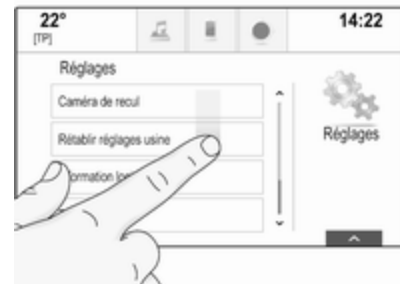 22°
14:22
[TP]
Réglages
Caméra de recul
Rétablir réglages usine
Réglages